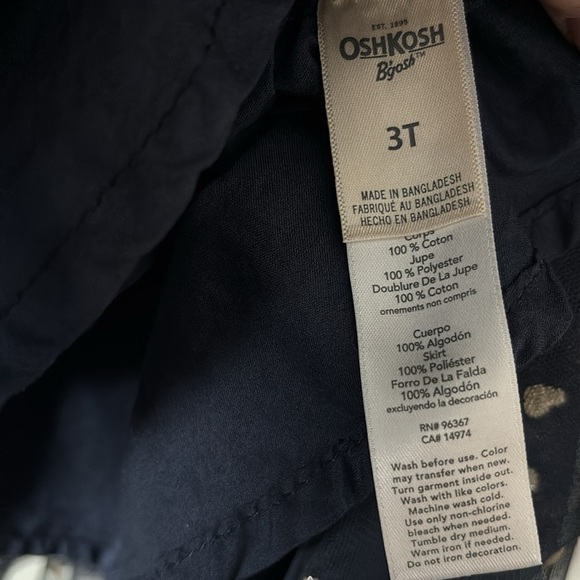 EST. 1895
OSHKOSH
B'gosh™
3T
MADE IN BANGLADESH
FABRIQUÉ AU BANGLADESH
HECHO EN BANGLADESH
Corps
100 % Coton
Jupe
100 % Polyester
Doublure De La Jupe
100 % Coton
ornements non compris
Cuerpo
100% Algodón
Skirt
100% Poliéster
Forro De La Falda
100% Algodón
excluyendo la decoración
RN# 96367
CA# 14974
Wash before use. Color
may transfer when new.
Turn garment inside out.
Wash with like colors.
Machine wash cold.
Use only non-chlorine
bleach when needed.
Tumble dry medium.
Warm iron if needed.
Do not iron decoration.